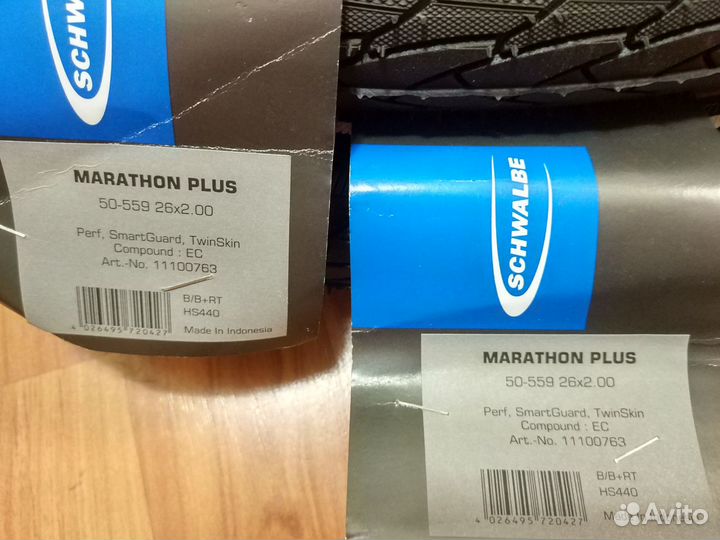 SCHWALBE
MARATHON PLUS
50-559 26x2.00
Perf, SmartGuard, TwinSkin
Compound : EC
Art.-No. 11100763
B/B+RT
HS440
4 026495 720427
Made In Indonesia
SCHWALBE
MARATHON PLUS
50-559 26x2.00
Perf, SmartGuard, TwinSkin
Compound : EC
Art.-No. 11100763
B/B+RT
HS440
4 026495 720427
Made In
Avito